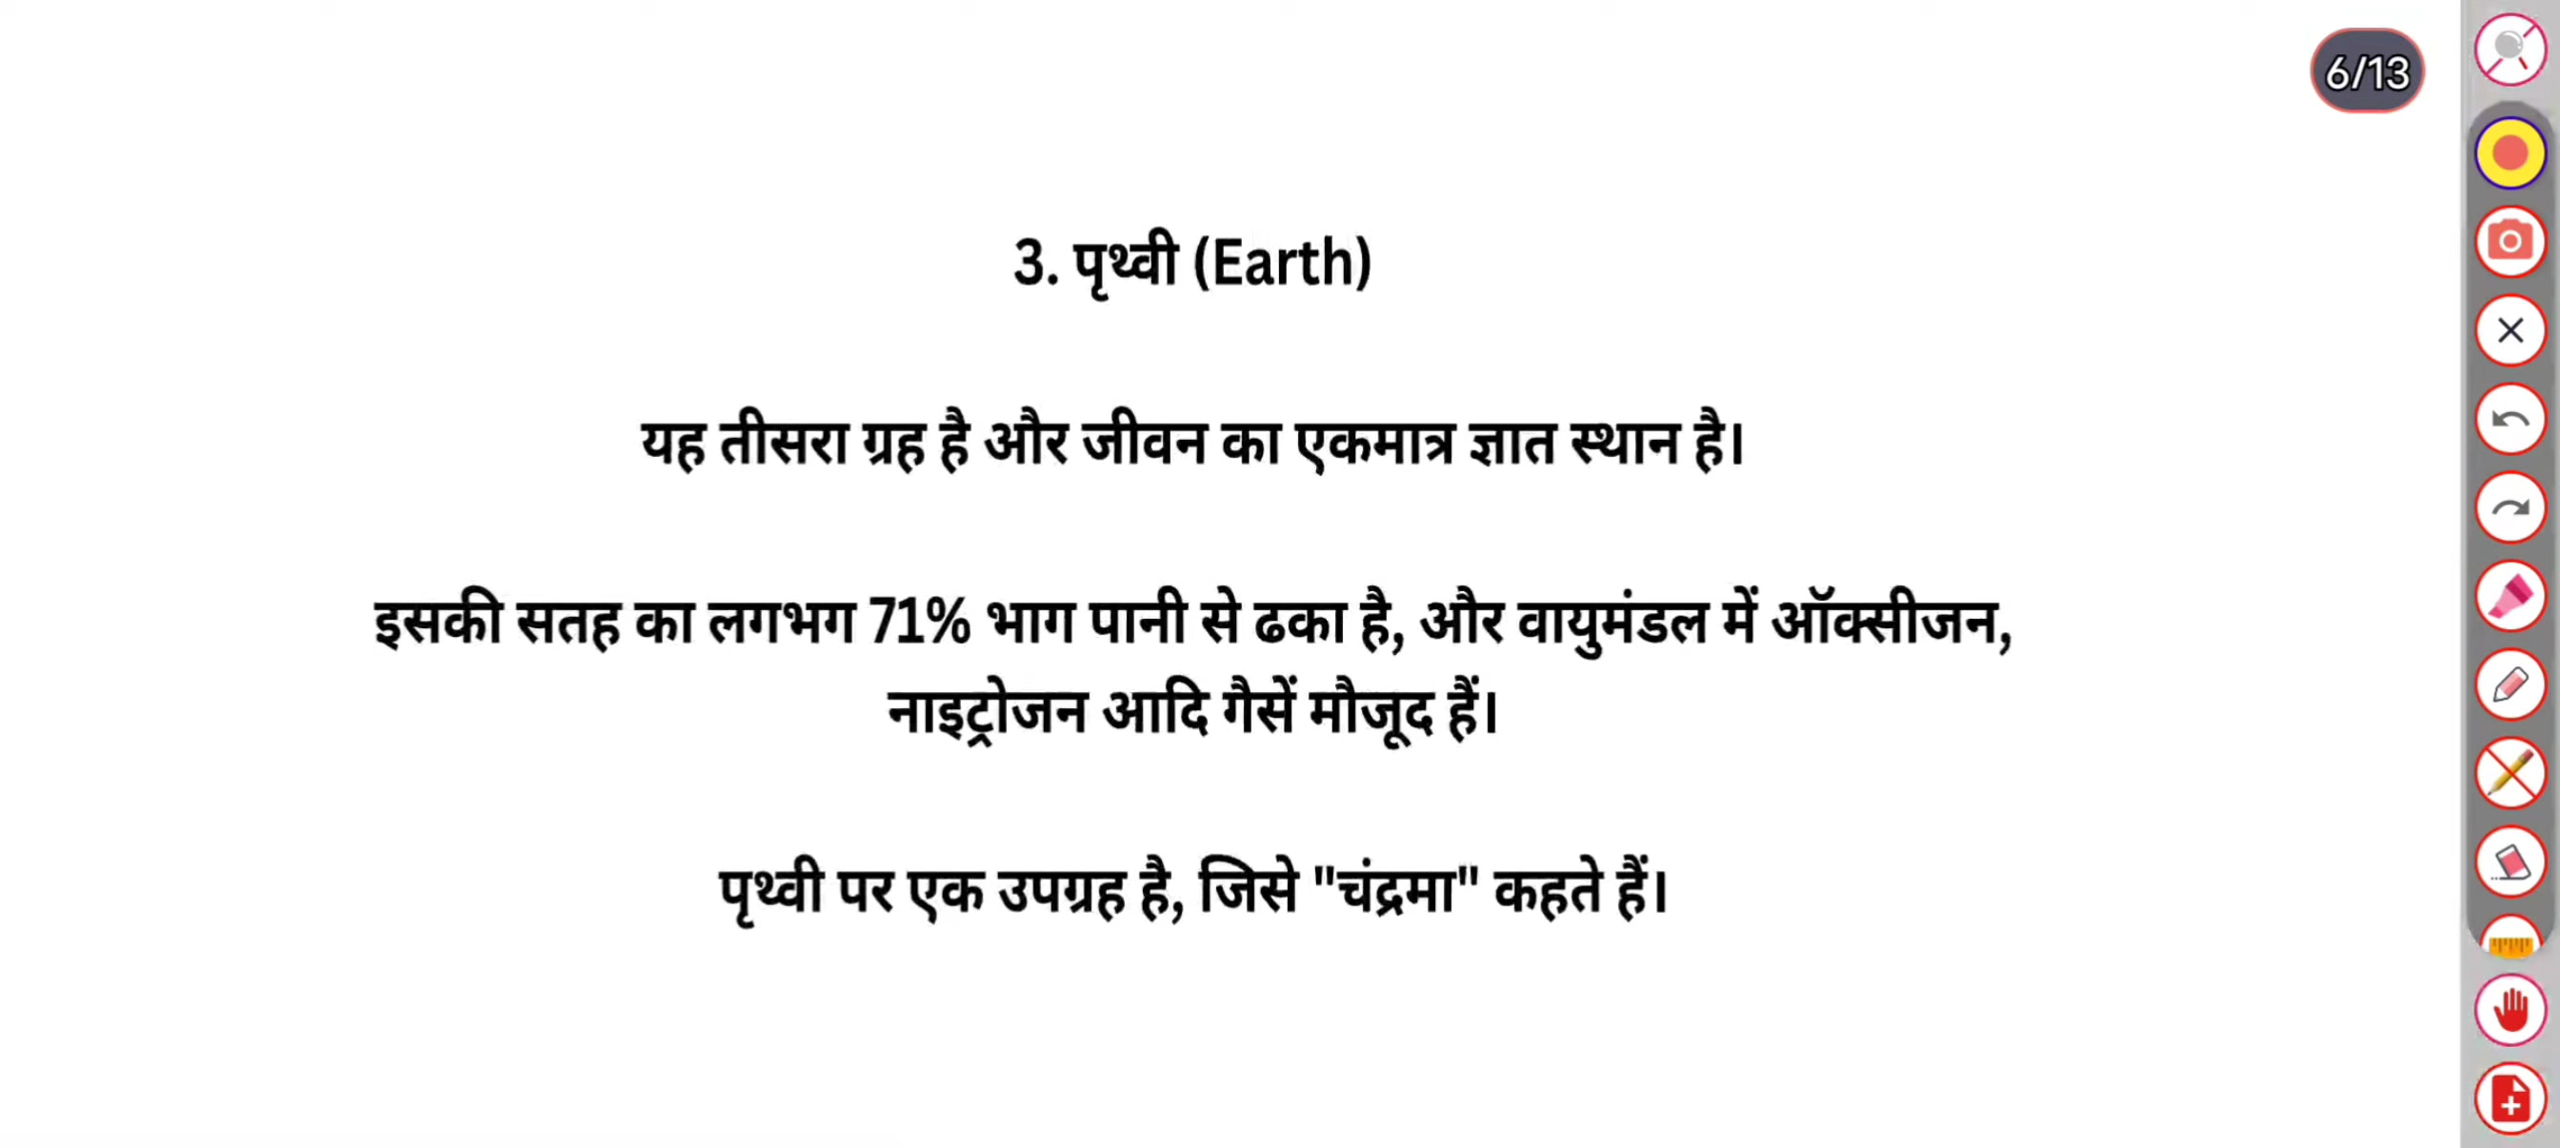 6/13
3. पृथ्वी (Earth)
यह तीसरा ग्रह है और जीवन का एकमात्र ज्ञात स्थान है।
इसकी सतह का लगभग 71% भाग पानी से ढका है, और वायुमंडल में ऑक्सीजन,
नाइट्रोजन आदि गैसें मौजूद हैं।
पृथ्वी पर एक उपग्रह है, जिसे "चंद्रमा" कहते हैं।